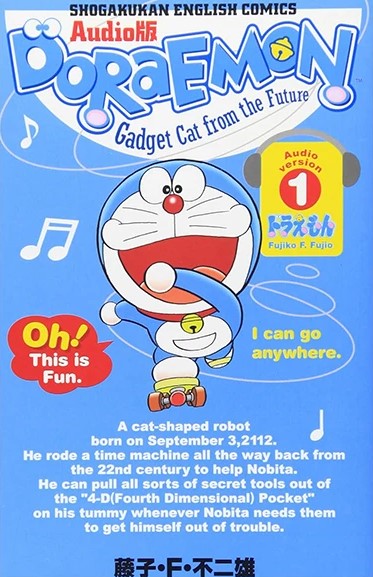 SHOGAKUKAN ENGLISH COMICS
Audio版
DORAEMON
™
Gadget Cat from the Future
Audio
version
1
ドラえもん
Fujiko F. Fujio
Oh!
This is
Fun.
I can go
anywhere.
A cat-shaped robot
born on September 3,2112.
He rode a time machine all the way back from
the 22nd century to help Nobita.
He can pull all sorts of secret tools out of
the "4-D(Fourth Dimensional) Pocket"
on his tummy whenever Nobita needs them
to get himself out of trouble.
藤子・F・不二雄